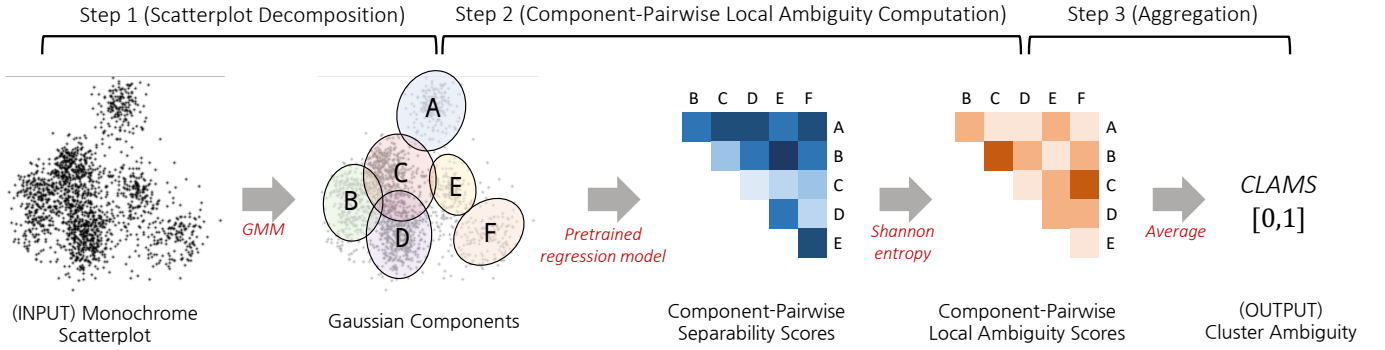 Step 1 (Scatterplot Decomposition)
Step 2 (Component-Pairwise Local Ambiguity Computation)
Step 3 (Aggregation)
GMM
A
B
C
D
E
F
Pretrained
regression model
B C D E F
A
B
C
D
E
Shannon
entropy
B C D E F
A
B
C
D
E
Average
CLAMS
[0,1]
(INPUT) Monochrome
Scatterplot
Gaussian Components
Component-Pairwise
Separability Scores
Component-Pairwise
Local Ambiguity Scores
(OUTPUT)
Cluster Ambiguity